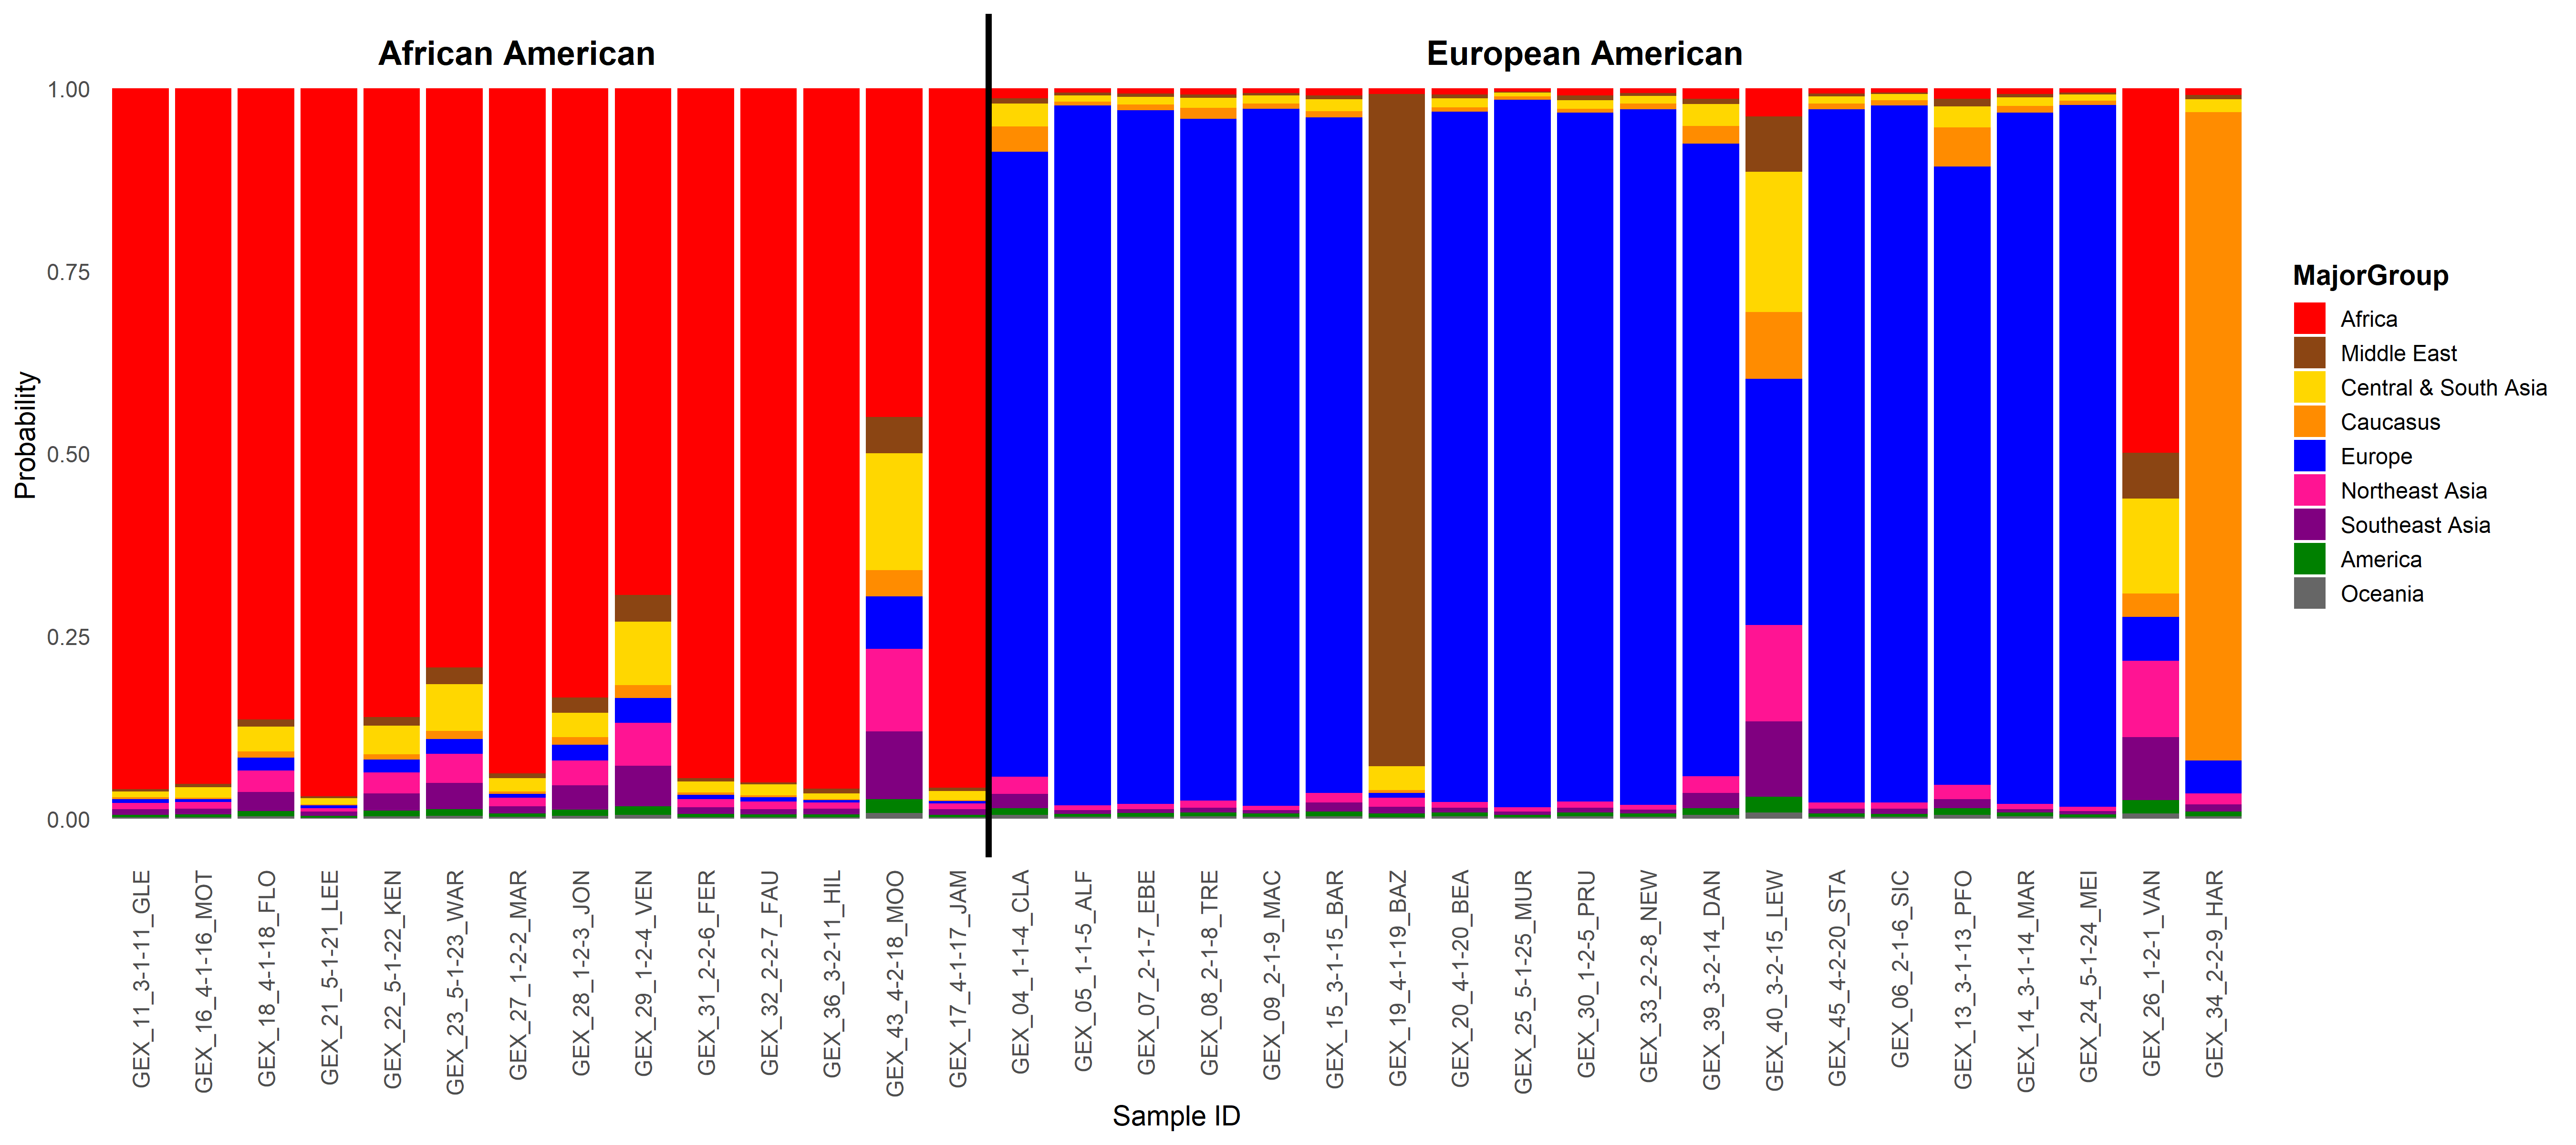 African American
European American
1.00
0.75
0.50
0.25
0.00
Probability
GEX_11_3-1-11_GLE
GEX_16_4-1-16_MOT
GEX_18_4-1-18_FLO
GEX_21_5-1-21_LEE
GEX_22_5-1-22_KEN
GEX_23_5-1-23_WAR
GEX_27_1-2-2_MAR
GEX_28_1-2-3_JON
GEX_29_1-2-4_VEN
GEX_31_2-2-6_FER
GEX_32_2-2-7_FAU
GEX_36_3-2-11_HIL
GEX_43_4-2-18_MOO
GEX_17_4-1-17_JAM
GEX_04_1-1-4_CLA
GEX_05_1-1-5_ALF
GEX_07_2-1-7_EBE
GEX_08_2-1-8_TRE
GEX_09_2-1-9_MAC
GEX_15_3-1-15_BAR
GEX_19_4-1-19_BAZ
GEX_20_4-1-20_BEA
GEX_25_5-1-25_MUR
GEX_30_1-2-5_PRU
GEX_33_2-2-8_NEW
GEX_39_3-2-14_DAN
GEX_40_3-2-15_LEW
GEX_45_4-2-20_STA
GEX_06_2-1-6_SIC
GEX_13_3-1-13_PFO
GEX_14_3-1-14_MAR
GEX_24_5-1-24_MEI
GEX_26_1-2-1_VAN
GEX_34_2-2-9_HAR
Sample ID
MajorGroup
Africa
Middle East
Central & South Asia
Caucasus
Europe
Northeast Asia
Southeast Asia
America
Oceania